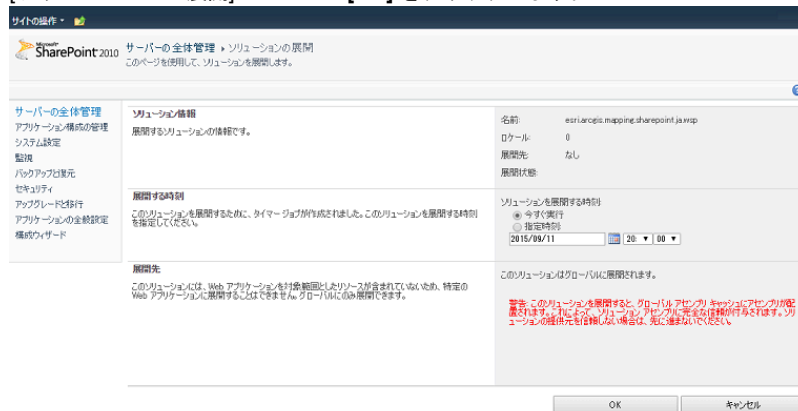 サイトの操作
Microsoft
SharePoint 2010
サーバーの全体管理 ▸ ソリューションの展開
このページを使用して、ソリューションを展開します。
サーバーの全体管理
アプリケーション構成の管理
システム設定
監視
バックアップと復元
セキュリティ
アップグレードと移行
アプリケーションの全般設定
構成ウィザード
ソリューション情報
展開するソリューションの情報です。
名前: esri.arcgis.mapping.sharepoint.ja.wsp
ロケール: 0
展開先: なし
展開状態:
展開する時刻
このソリューションを展開するために、タイマー ジョブが作成されました。このソリューションを展開する時刻
を指定してください。
ソリューションを展開する時刻:
今すぐ実行
指定時刻:
2015/09/11 20: 00
展開先
このソリューションには、Web アプリケーションを対象範囲としたリソースが含まれていないため、特定の
Web アプリケーションに展開することはできません。グローバルにのみ展開できます。
このソリューションはグローバルに展開されます。
警告: このソリューションを展開すると、グローバル アセンブリ キャッシュにアセンブリが配
置されます。これによって、ソリューション アセンブリに完全な信頼が付与されます。ソリ
ューションの提供元を信頼しない場合は、先に進まないでください。
OK
キャンセル